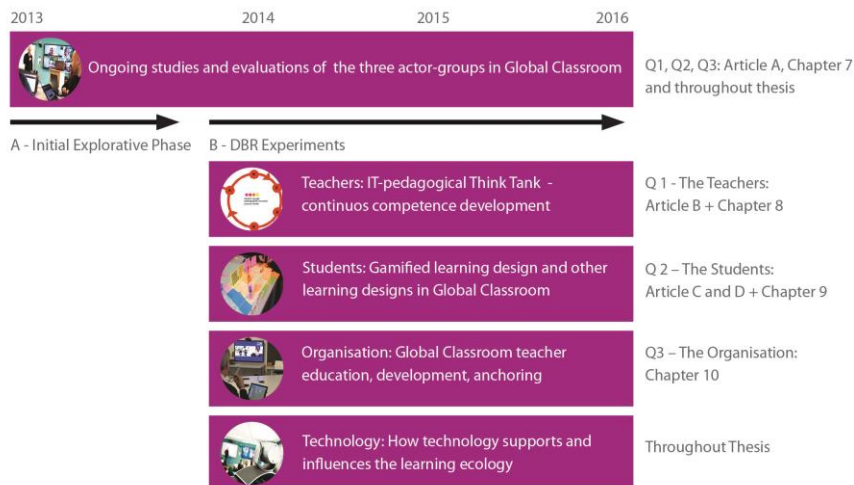 2013 2014 2015 2016
Ongoing studies and evaluations of the three actor-groups in Global Classroom
Q1, Q2, Q3: Article A, Chapter 7
and throughout thesis
A - Initial Explorative Phase
B - DBR Experiments
Teachers: IT-pedagogical Think Tank -
continuos competence development
Q 1 - The Teachers:
Article B + Chapter 8
Students: Gamified learning design and other
learning designs in Global Classroom
Q 2 – The Students:
Article C and D + Chapter 9
Organisation: Global Classroom teacher
education, development, anchoring
Q3 – The Organisation:
Chapter 10
Technology: How technology supports and
influences the learning ecology
Throughout Thesis